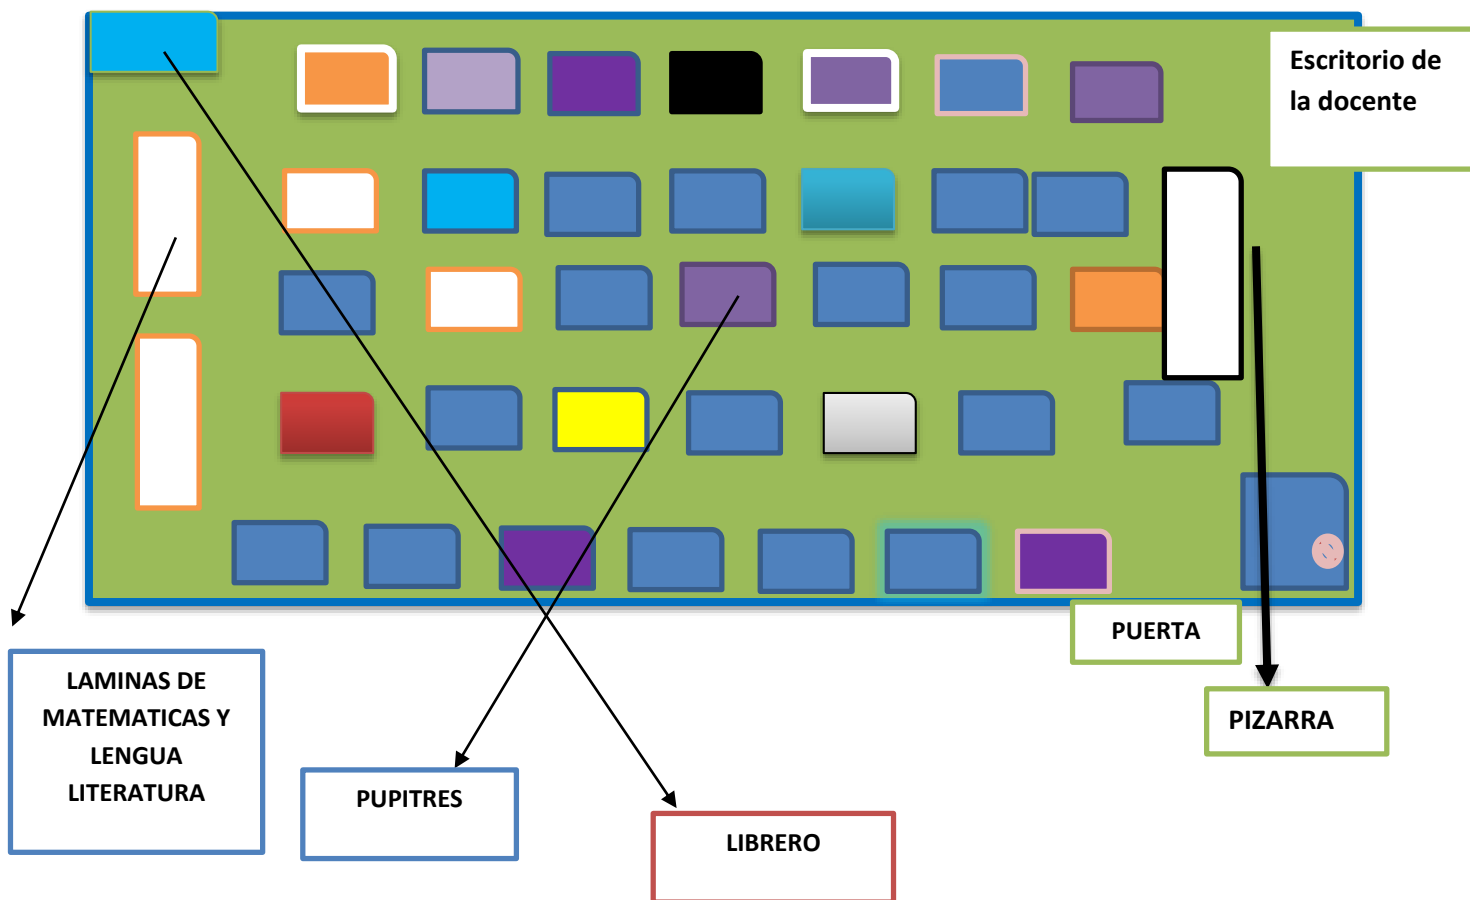 Escritorio de
la docente
PUERTA
LAMINAS DE
MATEMATICAS Y
LENGUA
LITERATURA
PIZARRA
PUPITRES
LIBRERO